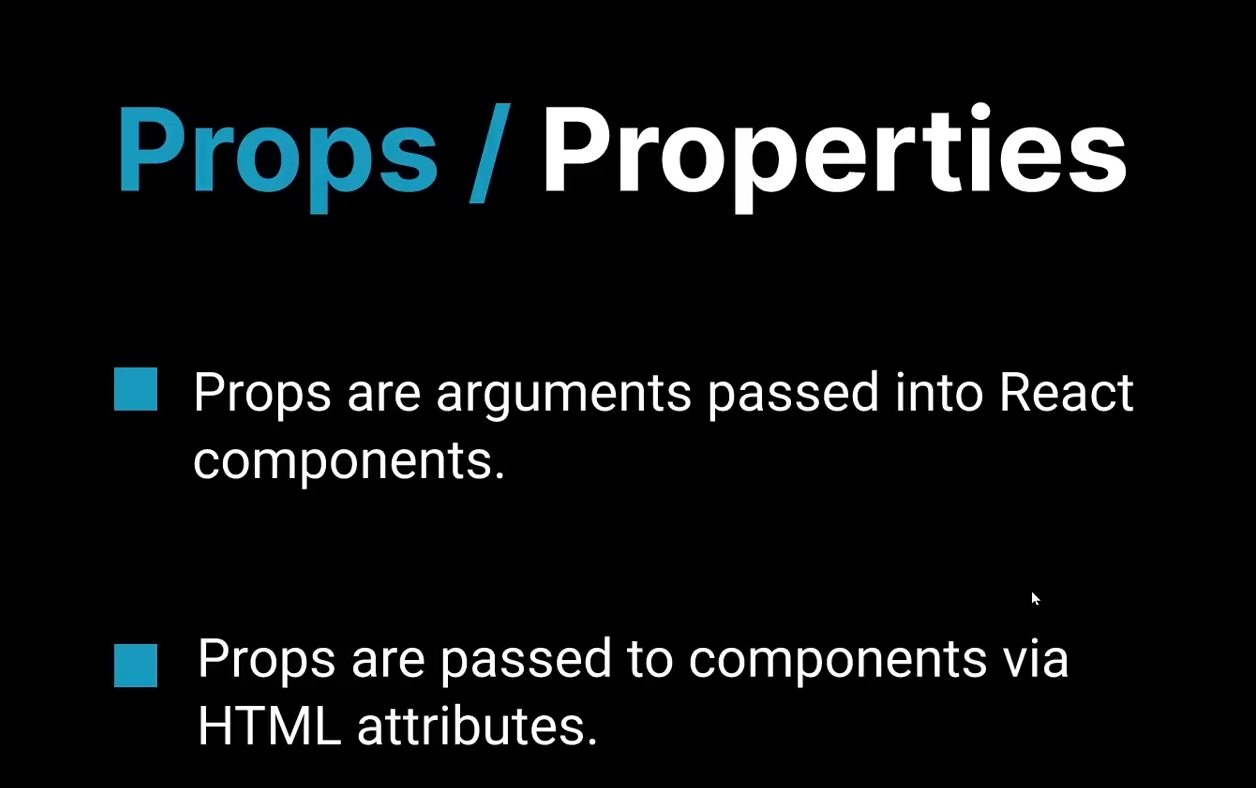 Props / Properties
Props are arguments passed into React
components.
Props are passed to components via
HTML attributes.